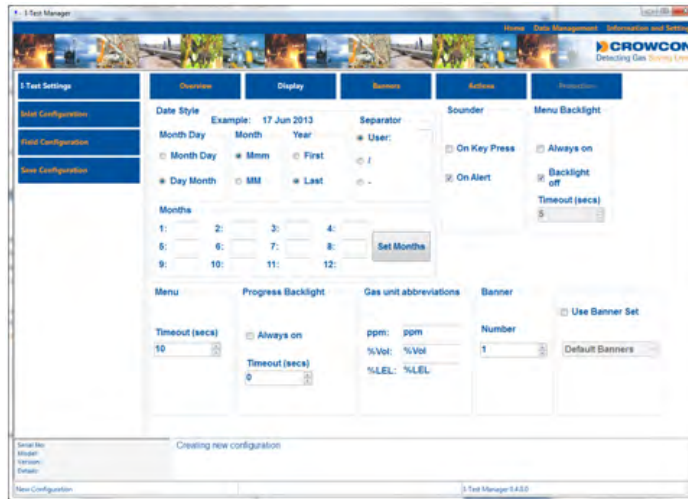 I-Test Manager
Home Data Management Information and Setting
CROWCON
Detecting Gas Saving Lives
I-Test Settings
Overview Display Banners Actions Protection
Inlet Configuration
Field Configuration
Save Configuration
Date Style
Example: 17 Jun 2013
Separator
Sounder
Menu Backlight
Month Day Month Year
User:
Month Day Mmm First
/
On Key Press
Always on
Day Month MM Last
-
On Alert
Backlight off
Timeout (secs)
5
Months
1: 2: 3: 4:
5: 6: 7: 8:
9: 10: 11: 12:
Set Months
Menu Progress Backlight Gas unit abbreviations Banner
Use Banner Set
Timeout (secs)
10
Always on
Timeout (secs)
0
ppm: ppm
%Vol: %Vol
%LEL: %LEL
Number
1
Default Banners
Serial No:
Model:
Version:
Details:
Creating new configuration
New Configuration
I-Test Manager 0.4.0.0